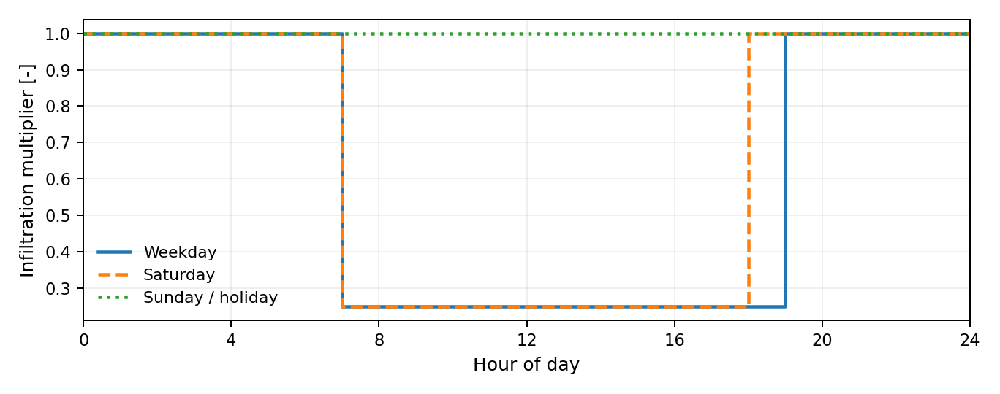 Infiltration multiplier [-]
1.0
0.9
0.8
0.7
0.6
0.5
0.4
0.3
Weekday
Saturday
Sunday / holiday
0 4 8 12 16 20 24
Hour of day